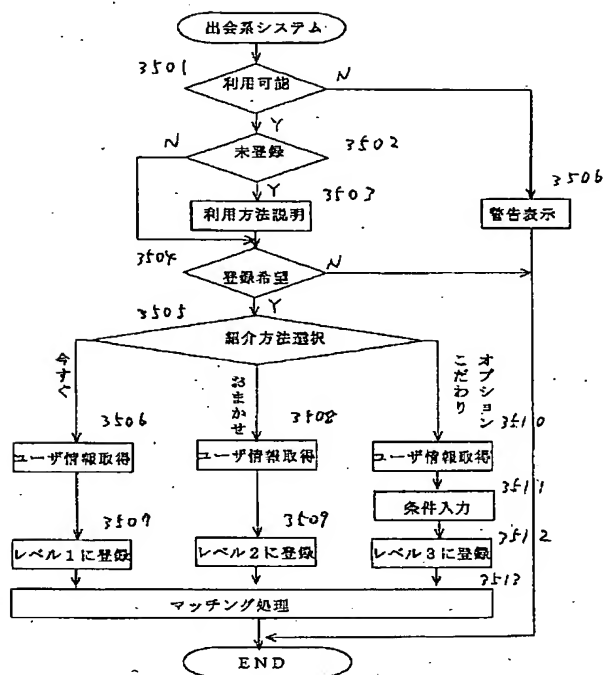 出会系システム
3501
利用可能
N
Y
N
未登録
3502
Y
3503
利用方法説明
3506
警告表示
3504
登録希望
N
Y
3505
紹介方法選択
今すぐ
おまかせ
オプション
こだわり
3506
ユーザ情報取得
3508
ユーザ情報取得
3510
ユーザ情報取得
3511
条件入力
3507
レベル1に登録
3509
レベル2に登録
3512
レベル3に登録
3513
マッチング処理
END